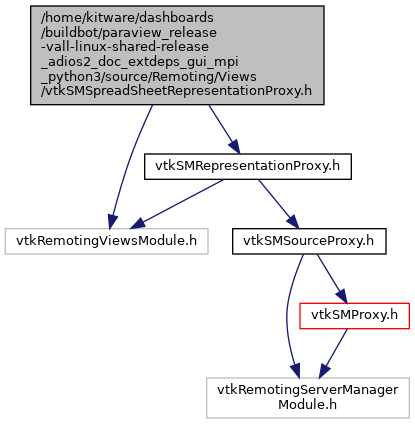 /home/kitware/dashboards
/buildbot/paraview_release
-vall-linux-shared-release
_adios2_doc_extdeps_gui_mpi
_python3/source/Remoting/Views
/vtkSMSpreadSheetRepresentationProxy.h
vtkSMRepresentationProxy.h
vtkRemotingViewsModule.h
vtkSMSourceProxy.h
vtkSMProxy.h
vtkRemotingServerManager
Module.h